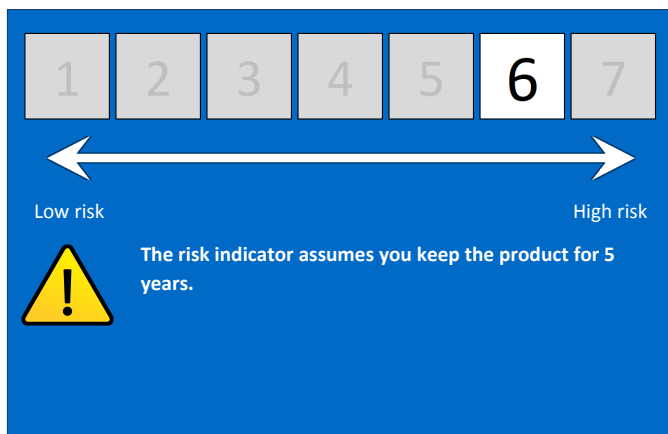 1 2 3 4 5 6 7
Low risk High risk
The risk indicator assumes you keep the product for 5
years.